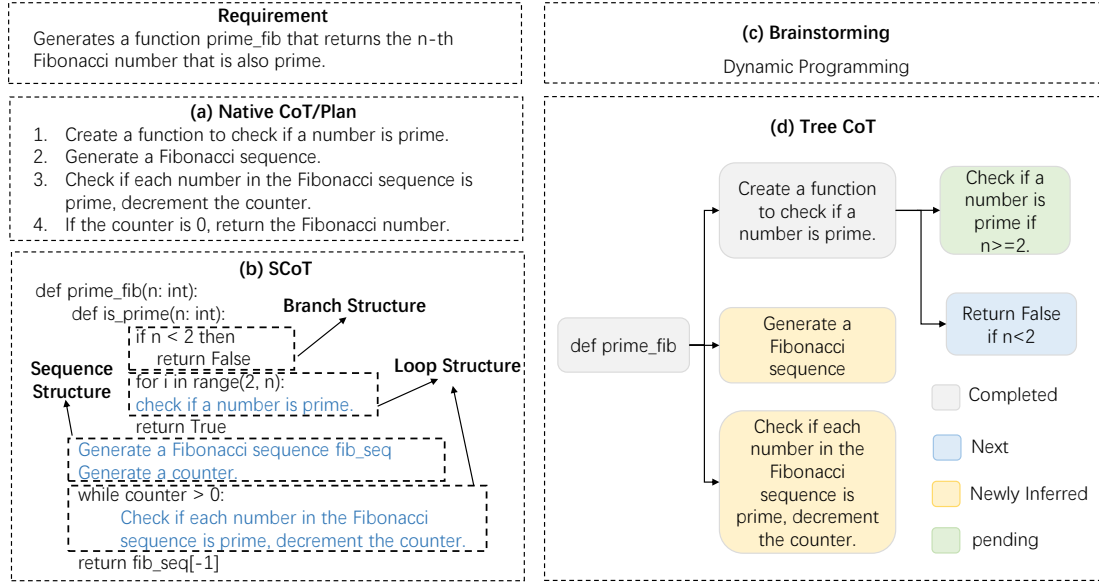 Requirement
Generates a function prime_fib that returns the n-th
Fibonacci number that is also prime.
(a) Native CoT/Plan
1. Create a function to check if a number is prime.
2. Generate a Fibonacci sequence.
3. Check if each number in the Fibonacci sequence is
prime, decrement the counter.
4. If the counter is 0, return the Fibonacci number.
(b) SCoT
def prime_fib(n: int):
def is_prime(n: int):
if n < 2 then
return False
for i in range(2, n):
check if a number is prime.
return True
Generate a Fibonacci sequence fib_seq
Generate a counter.
while counter > 0:
Check if each number in the Fibonacci
sequence is prime, decrement the counter.
return fib_seq[-1]
Branch Structure
Sequence
Structure
Loop Structure
(c) Brainstorming
Dynamic Programming
(d) Tree CoT
def prime_fib
Create a function
to check if a
number is prime.
Check if a
number is
prime if
n>=2.
Return False
if n<2
Generate a
Fibonacci
sequence
Check if each
number in the
Fibonacci
sequence is
prime, decrement
the counter.
Completed
Next
Newly Inferred
pending